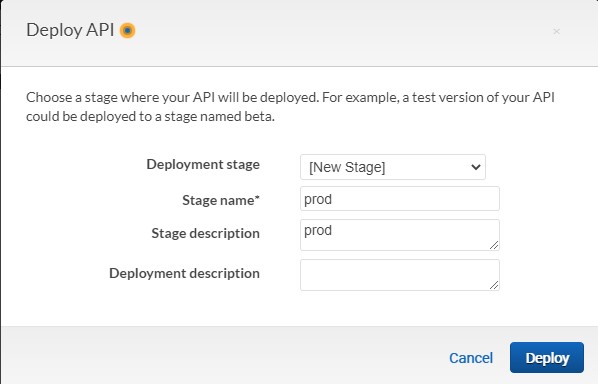 Deploy API
×
Choose a stage where your API will be deployed. For example, a test version of your API
could be deployed to a stage named beta.
Deployment stage [New Stage]
Stage name* prod
Stage description prod
Deployment description
Cancel Deploy